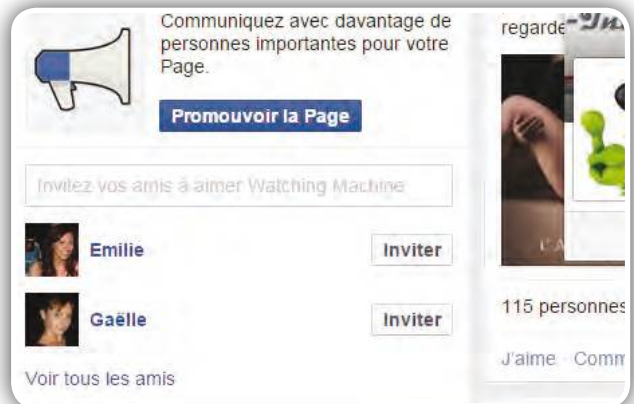 Communiquez avec davantage de
personnes importantes pour votre
Page.
Promouvoir la Page
Invitez vos amis à aimer Watching Machine
Emilie
Inviter
Gaëlle
Inviter
Voir tous les amis
regarde
115 personnes
J'aime · Comm